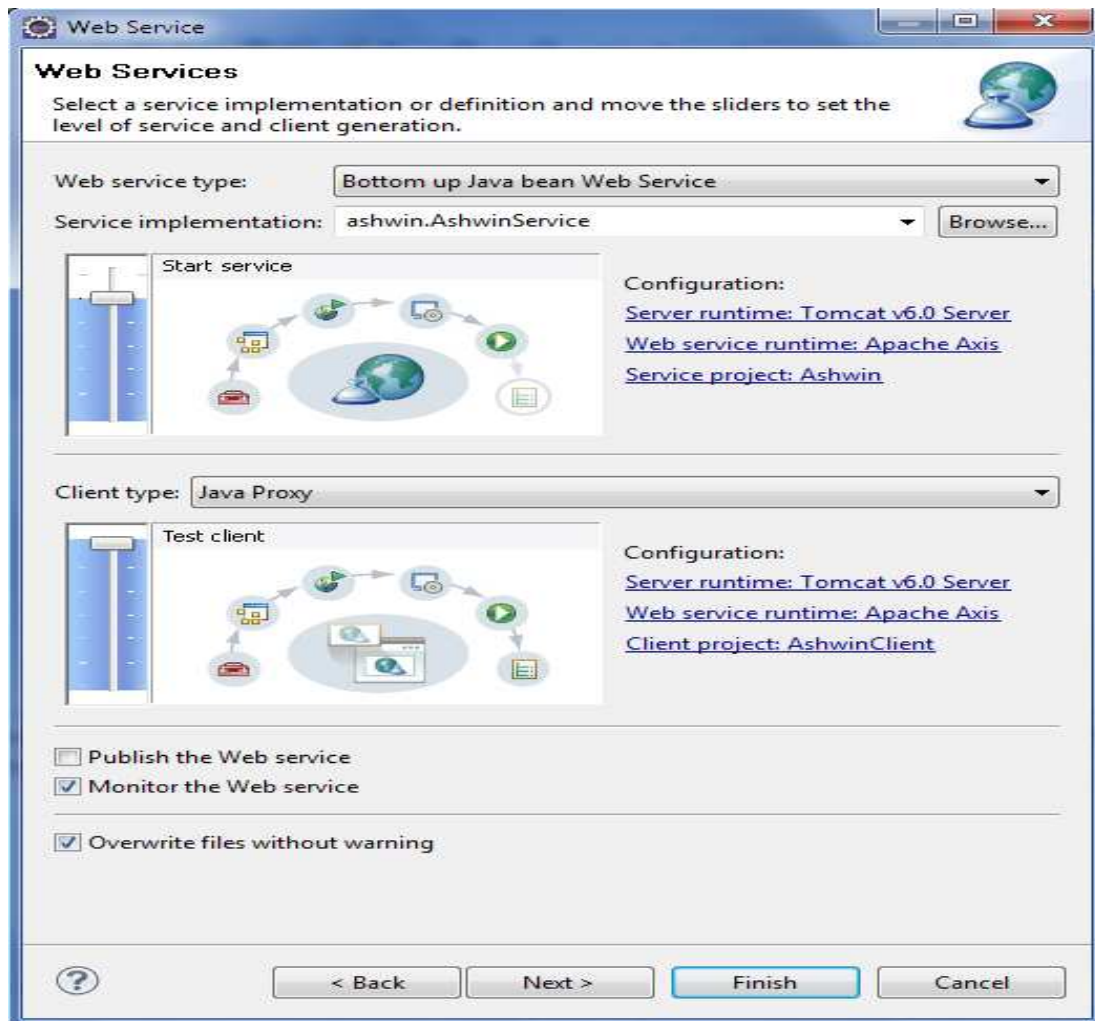 Web Service
Web Services
Select a service implementation or definition and move the sliders to set the
level of service and client generation.
Web service type: Bottom up Java bean Web Service
Service implementation: ashwin.AshwinService Browse...
Start service
Configuration:
Server runtime: Tomcat v6.0 Server
Web service runtime: Apache Axis
Service project: Ashwin
Client type: Java Proxy
Test client
Configuration:
Server runtime: Tomcat v6.0 Server
Web service runtime: Apache Axis
Client project: AshwinClient
Publish the Web service
Monitor the Web service
Overwrite files without warning
? < Back Next > Finish Cancel